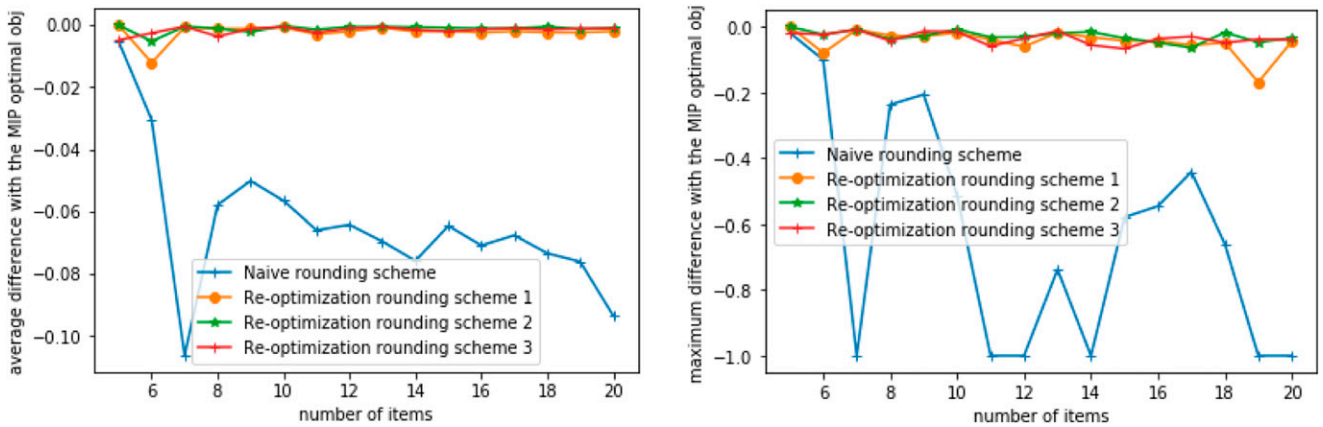 average difference with the MIP optimal obj
0.00
−0.02
−0.04
−0.06
−0.08
−0.10
Naive rounding scheme
Re-optimization rounding scheme 1
Re-optimization rounding scheme 2
Re-optimization rounding scheme 3
6 8 10 12 14 16 18 20
number of items
maximum difference with the MIP optimal obj
0.0
−0.2
−0.4
−0.6
−0.8
−1.0
Naive rounding scheme
Re-optimization rounding scheme 1
Re-optimization rounding scheme 2
Re-optimization rounding scheme 3
6 8 10 12 14 16 18 20
number of items